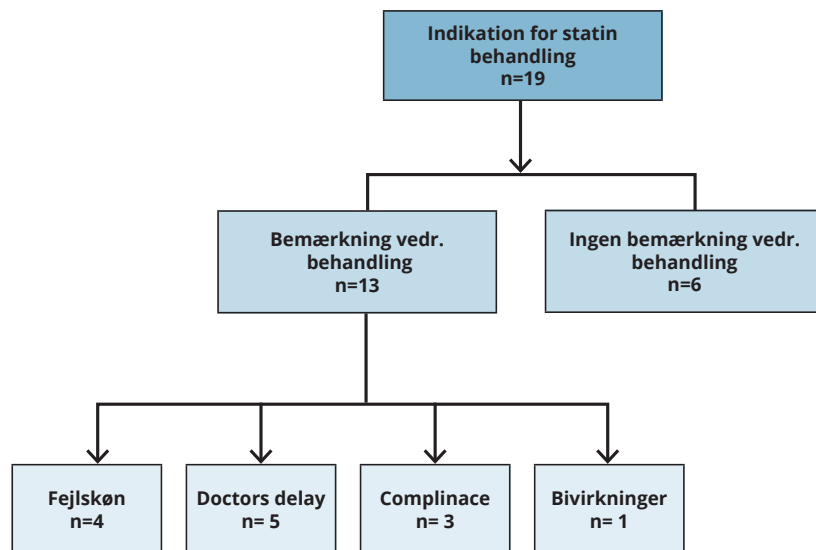 Indikation for statin
behandling
n=19
Bemærkning vedr.
behandling
n=13
Ingen bemærkning vedr.
behandling
n=6
Fejlskøn
n=4
Doctors delay
n= 5
Complinace
n= 3
Bivirkninger
n= 1